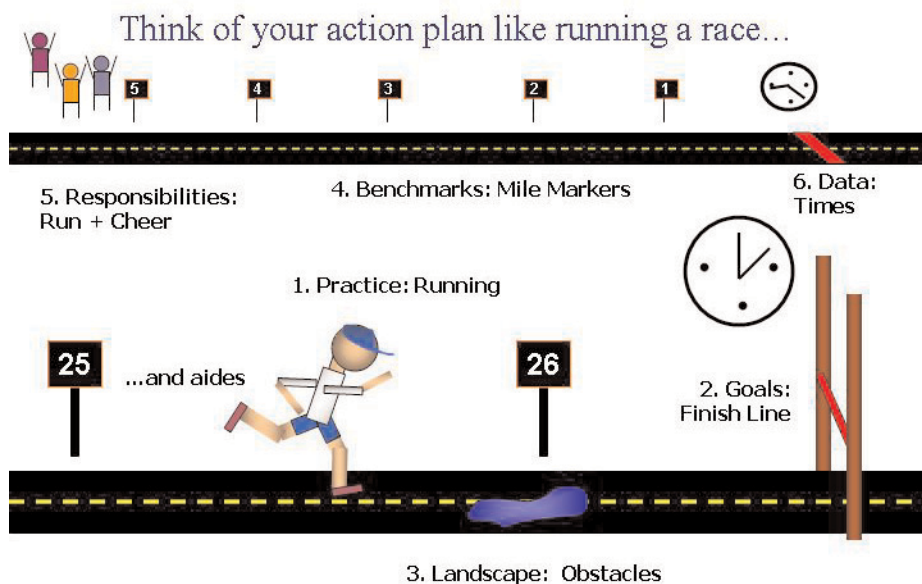 Think of your action plan like running a race...
5
4
3
2
1
5. Responsibilities:
Run + Cheer
4. Benchmarks: Mile Markers
6. Data:
Times
1. Practice: Running
25
...and aides
26
2. Goals:
Finish Line
3. Landscape: Obstacles